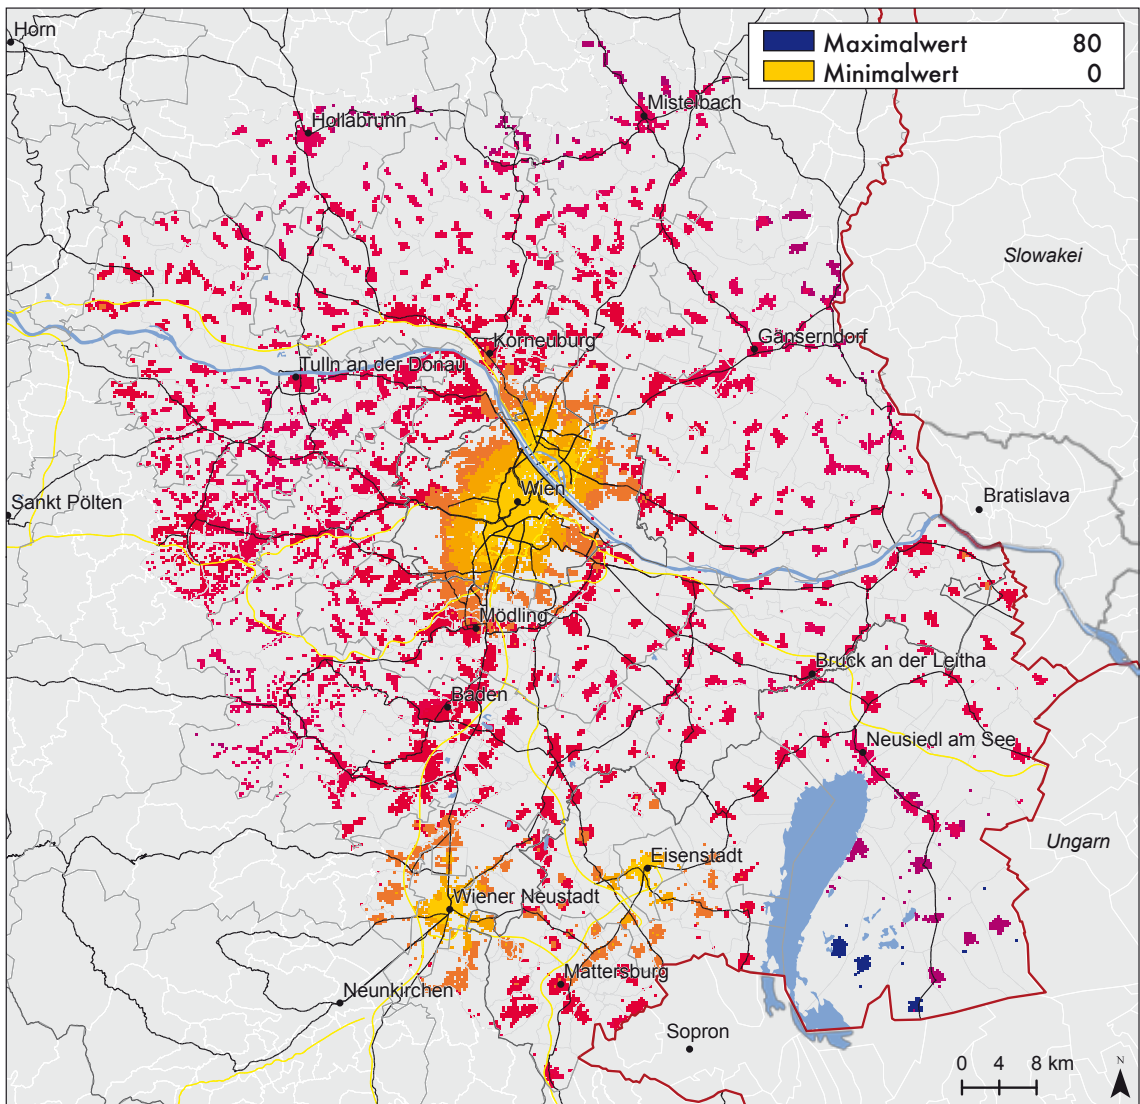 Horn
Maximalwert 80
Minimalwert 0
Mistelbach
Hollabrunn
Slowakei
Gänserndorf
Korneuburg
Tulln an der Donau
Wien
Bratislava
Sankt Pölten
Mödling
Bruck an der Leitha
Baden
Neusiedl am See
Ungarn
Eisenstadt
Wiener Neustadt
Mattersburg
Neunkirchen
Sopron
0 4 8 km
N